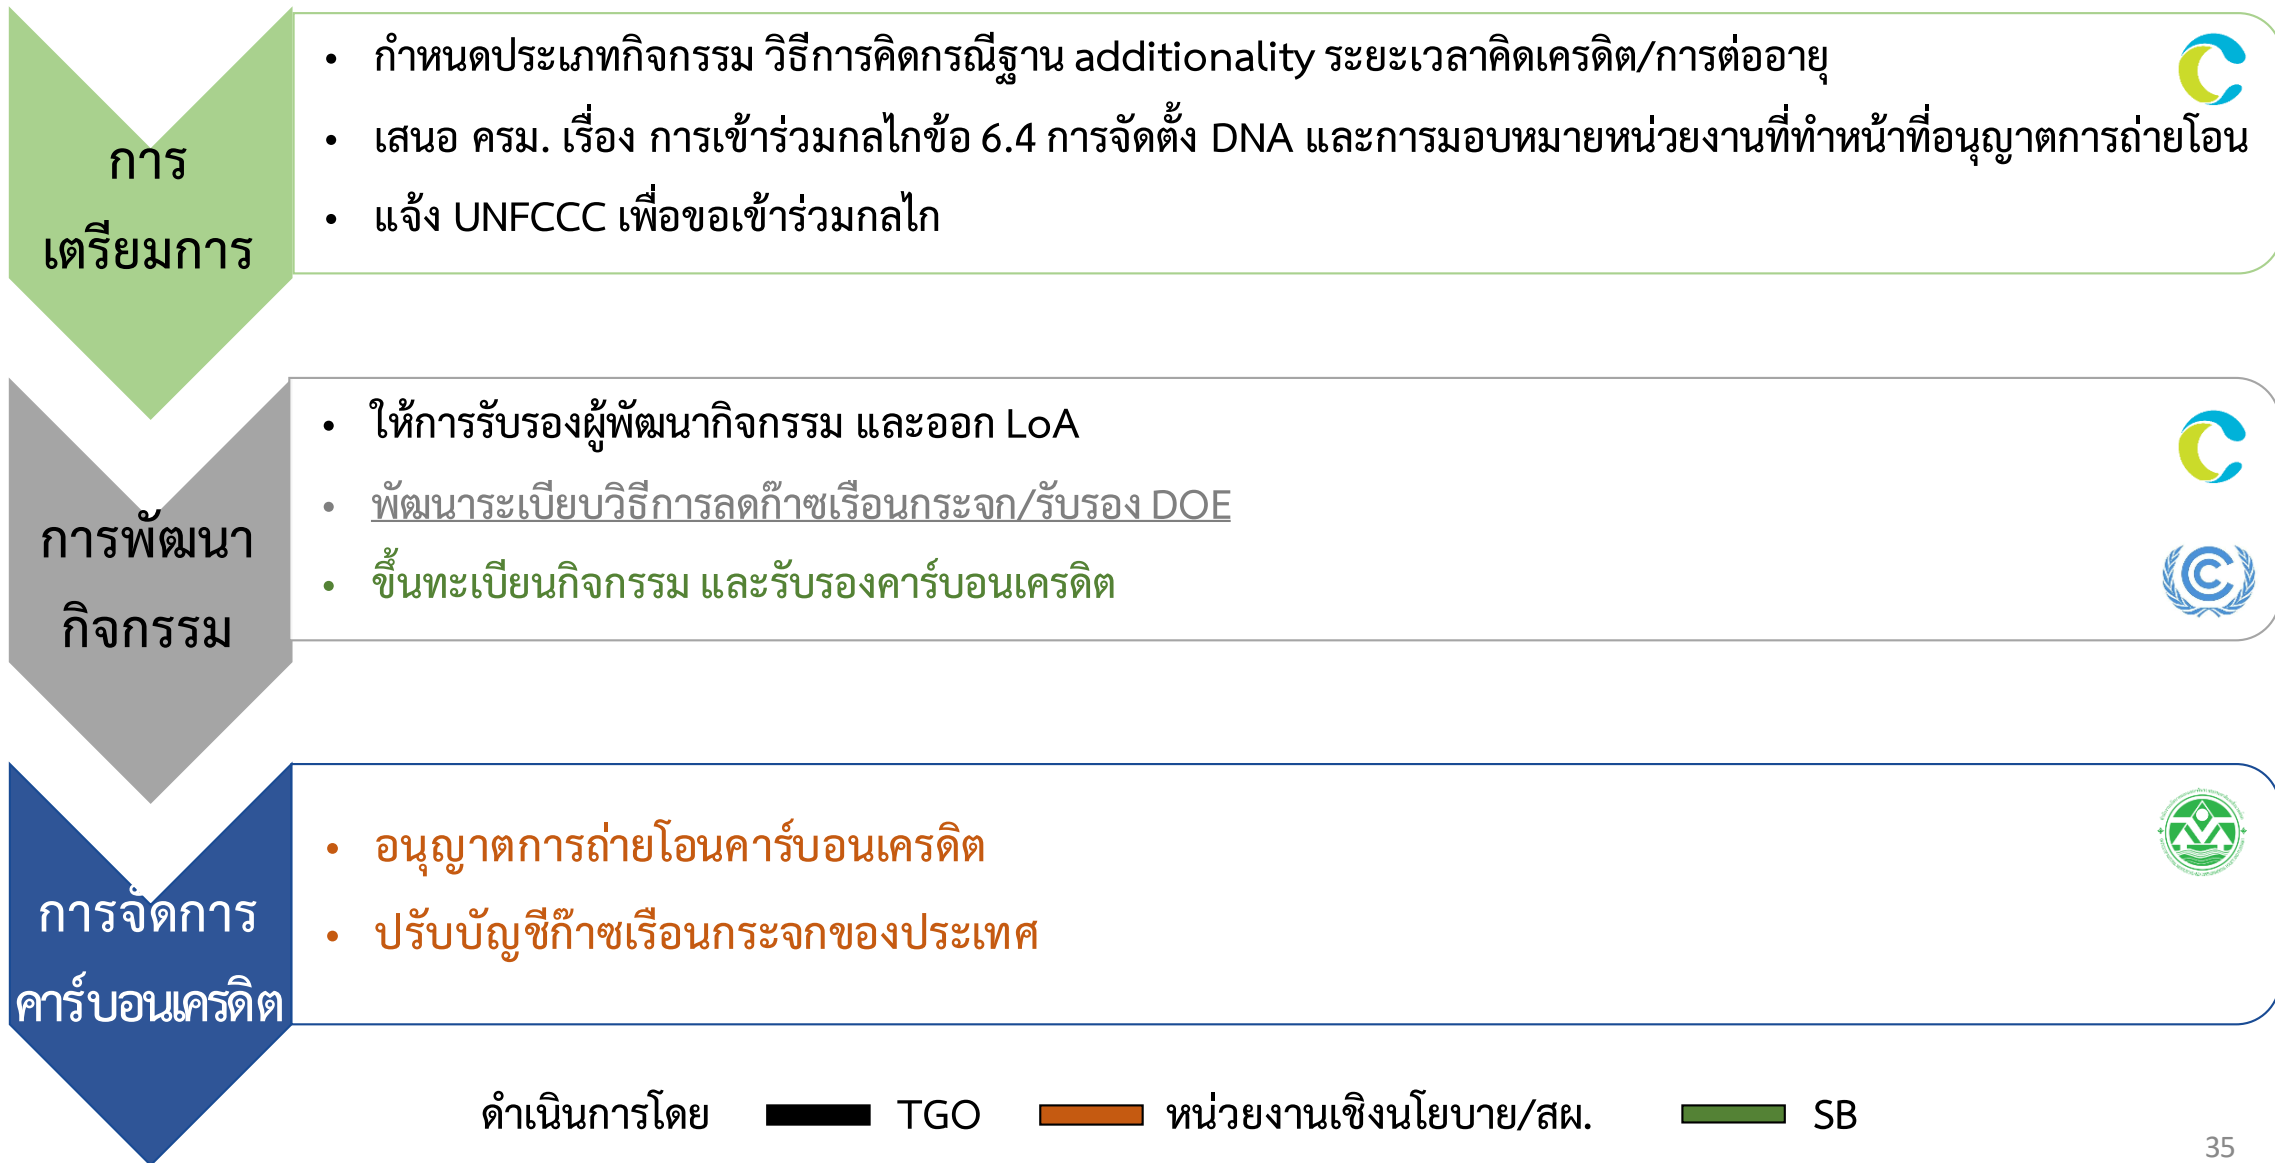 การ
เตรียมการ
• กำหนดประเภทกิจกรรม วิธีการคิดกรณีฐาน additionality ระยะเวลาคิดเครดิต/การต่ออายุ
• เสนอ ครม. เรื่อง การเข้าร่วมกลไกข้อ 6.4 การจัดตั้ง DNA และการมอบหมายหน่วยงานที่ทำหน้าที่อนุญาตการถ่ายโอน
• แจ้ง UNFCCC เพื่อขอเข้าร่วมกลไก
การพัฒนา
กิจกรรม
• ให้การรับรองผู้พัฒนากิจกรรม และออก LoA
• พัฒนาระเบียบวิธีการลดก๊าซเรือนกระจก/รับรอง DOE
• ขึ้นทะเบียนกิจกรรม และรับรองคาร์บอนเครดิต
การจัดการ
คาร์บอนเครดิต
• อนุญาตการถ่ายโอนคาร์บอนเครดิต
• ปรับบัญชีก๊าซเรือนกระจกของประเทศ
ดำเนินการโดย TGO หน่วยงานเชิงนโยบาย/สผ. SB
35